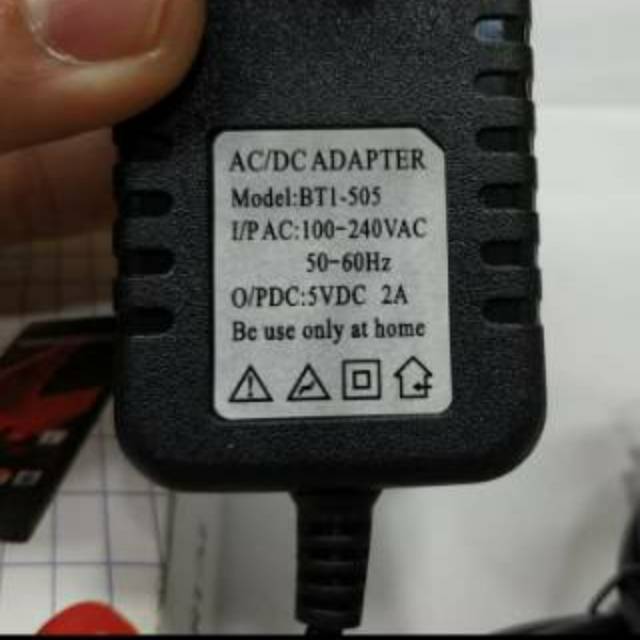 AC/DC ADAPTER
Model:BT1-505
I/P AC:100-240VAC
50-60Hz
O/PDC:5VDC 2A
Be use only at home